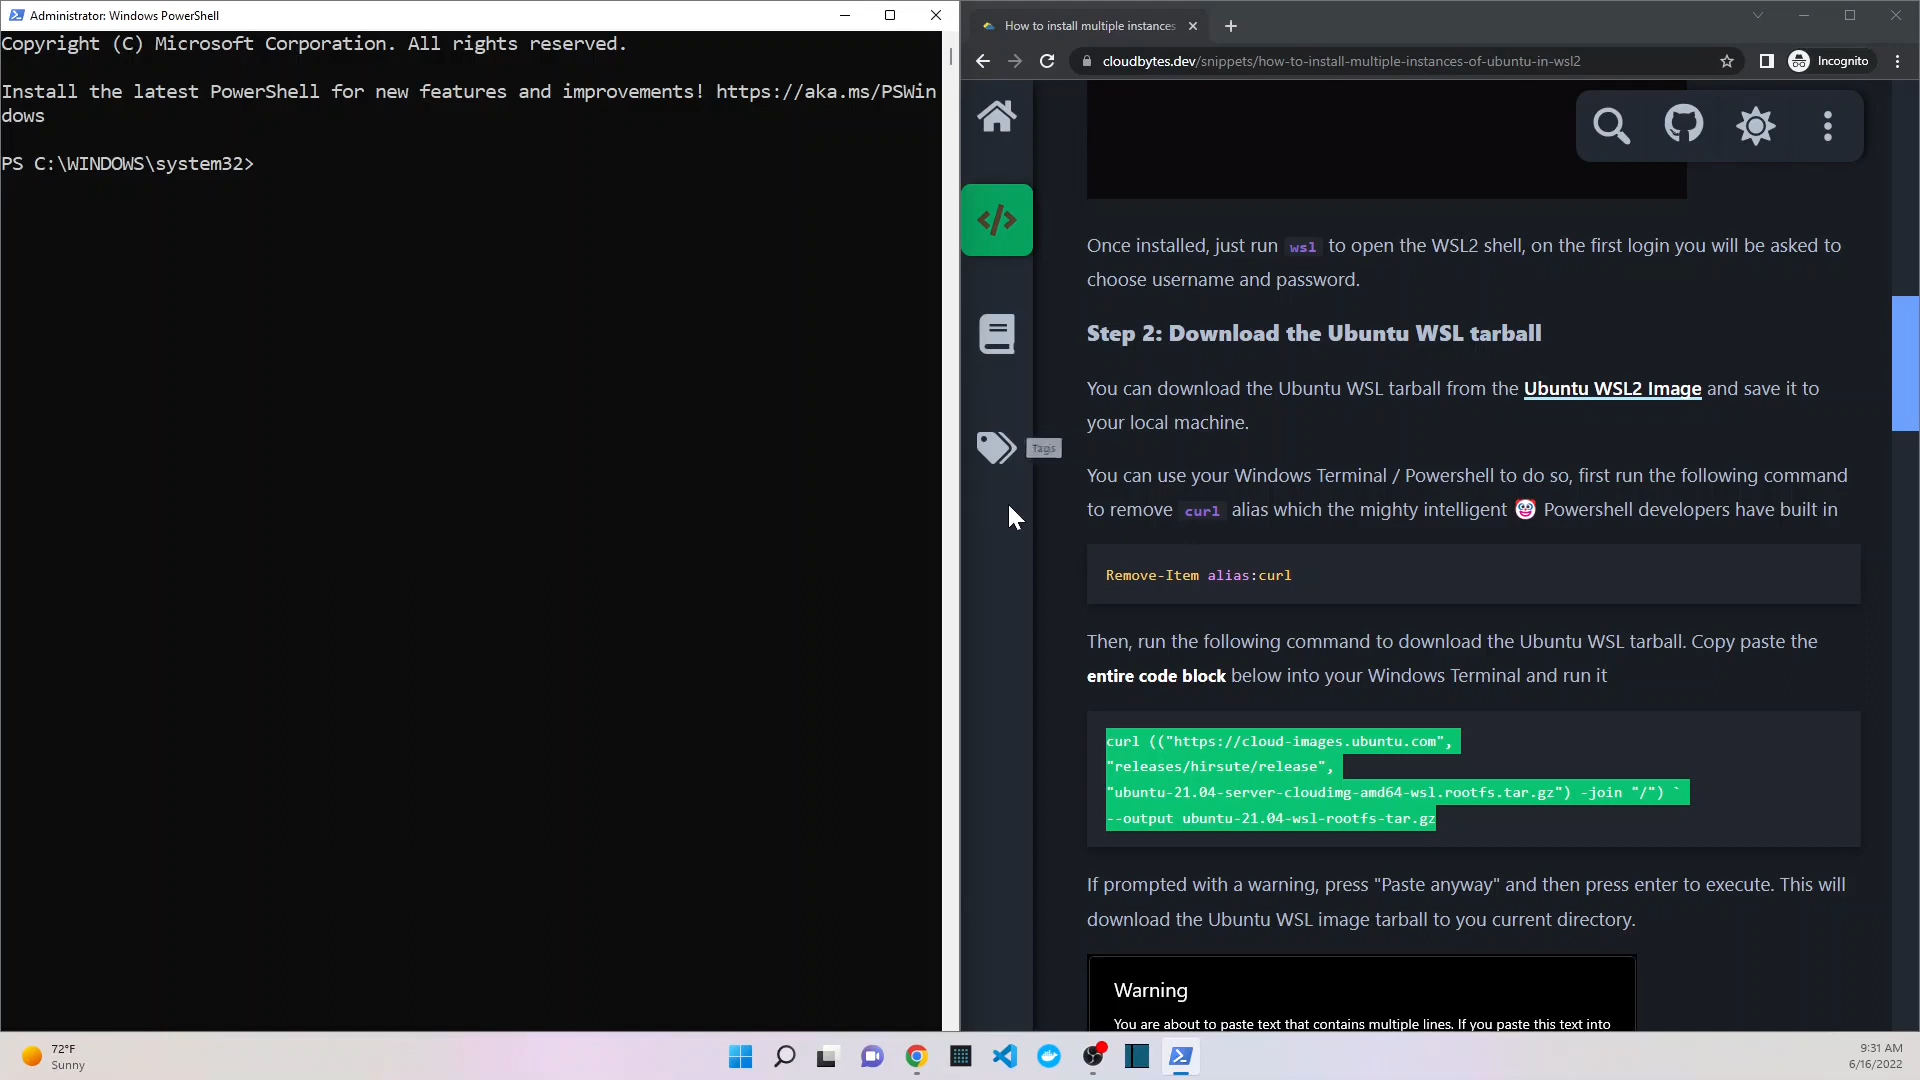 Administrator: Windows PowerShell
Copyright (C) Microsoft Corporation. All rights reserved.
Install the latest PowerShell for new features and improvements! https://aka.ms/PSWin
dows
PS C:\WINDOWS\system32>
How to install multiple instances
cloudbytes.dev/snippets/how-to-install-multiple-instances-of-ubuntu-in-wsl2
Incognito
</>
Once installed, just run wsl to open the WSL2 shell, on the first login you will be asked to
choose username and password.
Step 2: Download the Ubuntu WSL tarball
You can download the Ubuntu WSL tarball from the Ubuntu WSL2 Image and save it to
your local machine.
Tags
You can use your Windows Terminal / Powershell to do so, first run the following command
to remove curl alias which the mighty intelligent 🤡 Powershell developers have built in
Remove-Item alias:curl
Then, run the following command to download the Ubuntu WSL tarball. Copy paste the
entire code block below into your Windows Terminal and run it
curl (("https://cloud-images.ubuntu.com",
"releases/hirsute/release",
"ubuntu-21.04-server-cloudimg-amd64-wsl.rootfs.tar.gz") -join "/") `
--output ubuntu-21.04-wsl-rootfs-tar.gz
If prompted with a warning, press "Paste anyway" and then press enter to execute. This will
download the Ubuntu WSL image tarball to you current directory.
Warning
You are about to paste text that contains multiple lines. If you paste this text into
72°F
Sunny
9:31 AM
6/16/2022